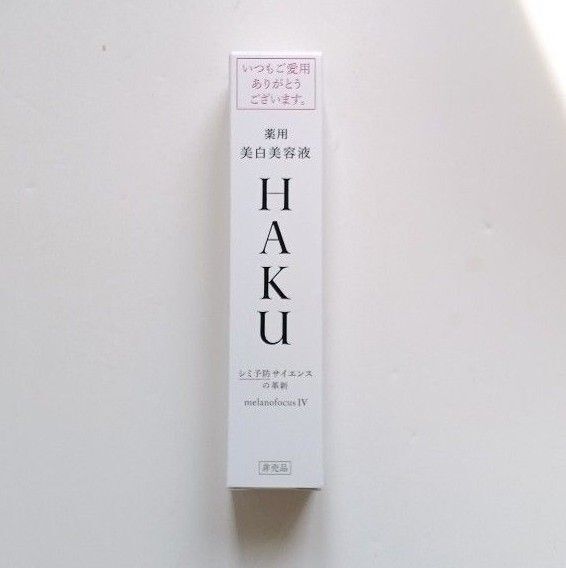 いつもご愛用
ありがとう
ございます。
薬用
美白美容液
HAKU
シミ予防サイエンス
の革新
melanofocus IV
非売品